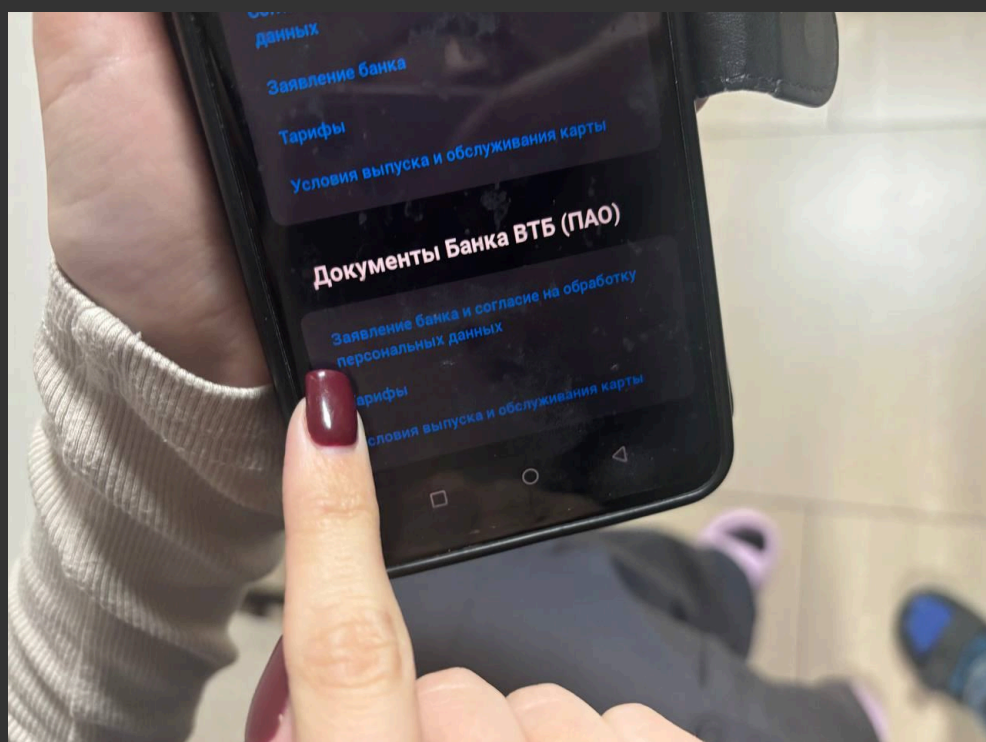 данных
Заявление банка
Тарифы
Условия выпуска и обслуживания карты
Документы Банка ВТБ (ПАО)
Заявление банка и согласие на обработку
персональных данных
арифы
словия выпуска и обслуживания карты